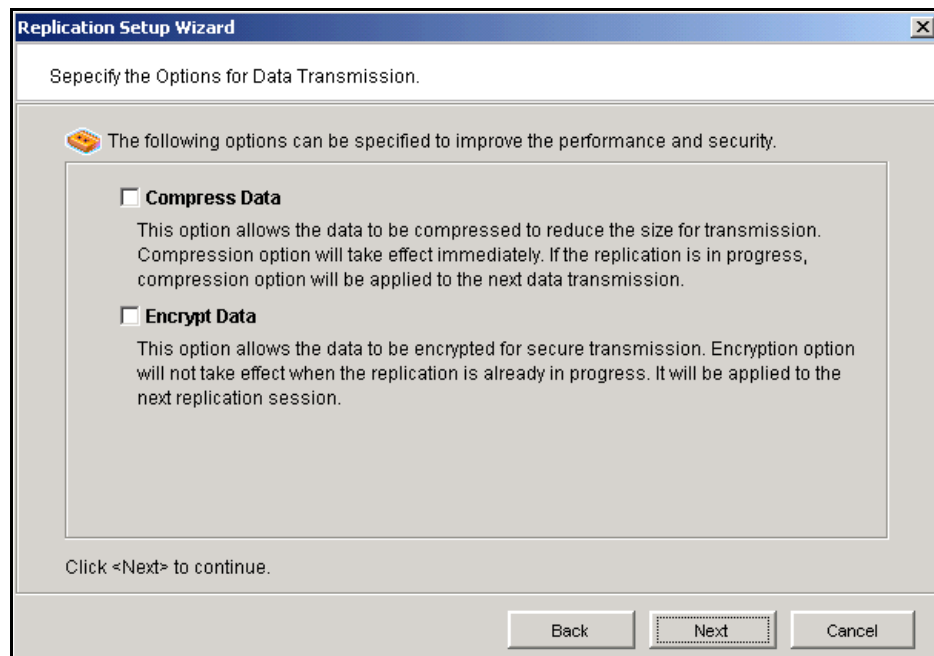 Replication Setup Wizard
Sepecify the Options for Data Transmission.
The following options can be specified to improve the performance and security.
Compress Data
This option allows the data to be compressed to reduce the size for transmission.
Compression option will take effect immediately. If the replication is in progress,
compression option will be applied to the next data transmission.
Encrypt Data
This option allows the data to be encrypted for secure transmission. Encryption option
will not take effect when the replication is already in progress. It will be applied to the
next replication session.
Click <Next> to continue.
Back Next Cancel